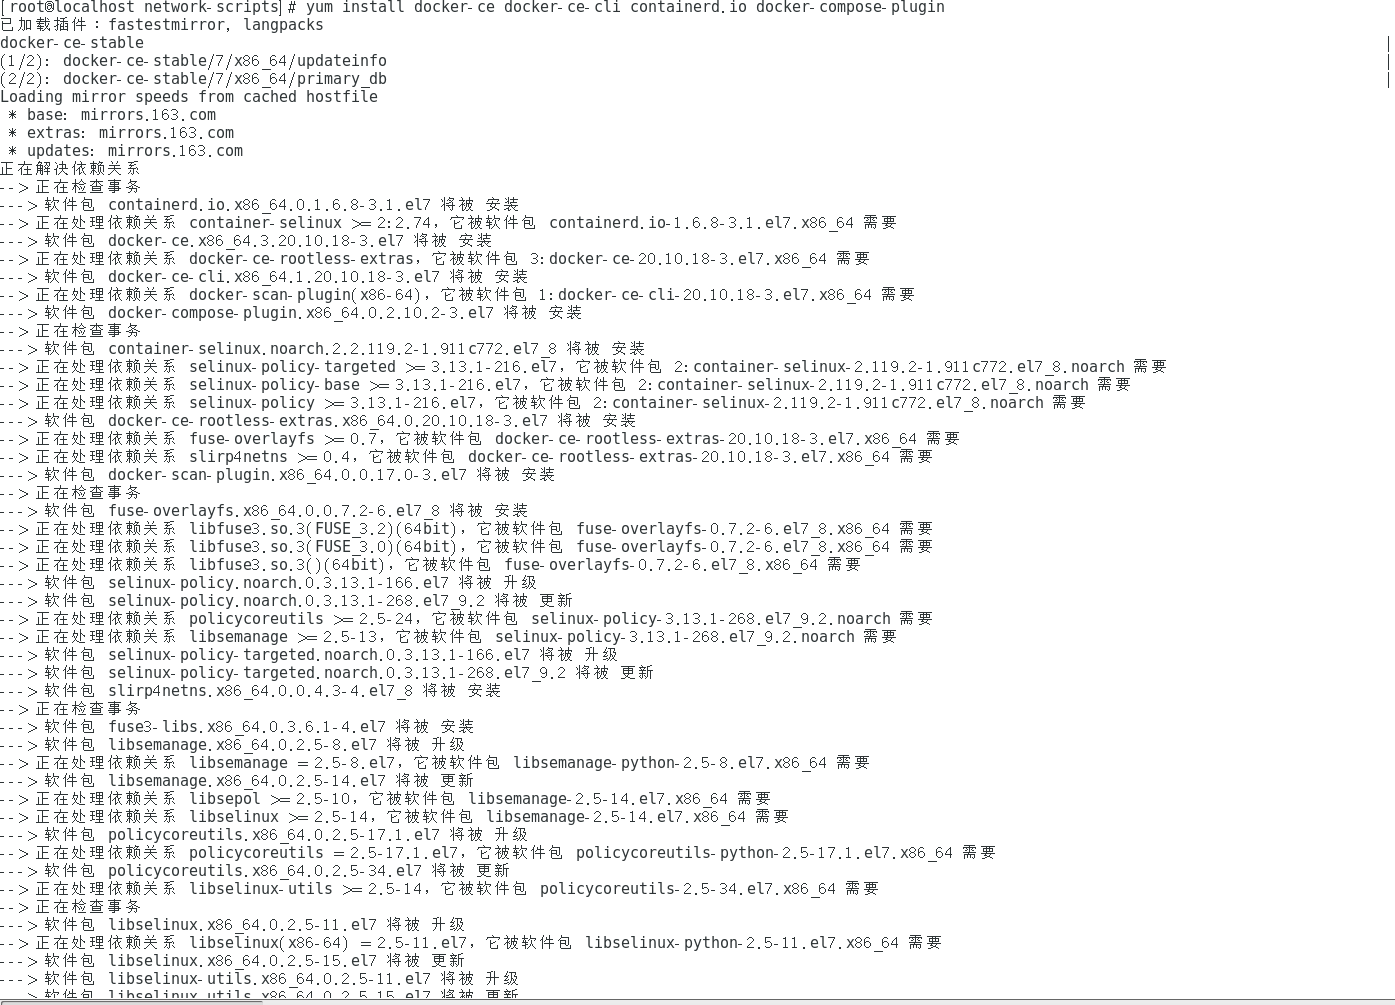 [root@localhost network-scripts]# yum install docker-ce docker-ce-cli containerd.io docker-compose-plugin
已加载插件：fastestmirror, langpacks
docker-ce-stable
(1/2): docker-ce-stable/7/x86_64/updateinfo
(2/2): docker-ce-stable/7/x86_64/primary_db
Loading mirror speeds from cached hostfile
 * base: mirrors.163.com
 * extras: mirrors.163.com
 * updates: mirrors.163.com
正在解决依赖关系
--> 正在检查事务
---> 软件包 containerd.io.x86_64.0.1.6.8-3.1.el7 将被 安装
--> 正在处理依赖关系 container-selinux >= 2:2.74，它被软件包 containerd.io-1.6.8-3.1.el7.x86_64 需要
---> 软件包 docker-ce.x86_64.3.20.10.18-3.el7 将被 安装
--> 正在处理依赖关系 docker-ce-rootless-extras，它被软件包 3:docker-ce-20.10.18-3.el7.x86_64 需要
---> 软件包 docker-ce-cli.x86_64.1.20.10.18-3.el7 将被 安装
--> 正在处理依赖关系 docker-scan-plugin(x86-64)，它被软件包 1:docker-ce-cli-20.10.18-3.el7.x86_64 需要
---> 软件包 docker-compose-plugin.x86_64.0.2.10.2-3.el7 将被 安装
--> 正在检查事务
---> 软件包 container-selinux.noarch.2.2.119.2-1.911c772.el7_8 将被 安装
--> 正在处理依赖关系 selinux-policy-targeted >= 3.13.1-216.el7，它被软件包 2:container-selinux-2.119.2-1.911c772.el7_8.noarch 需要
--> 正在处理依赖关系 selinux-policy-base >= 3.13.1-216.el7，它被软件包 2:container-selinux-2.119.2-1.911c772.el7_8.noarch 需要
--> 正在处理依赖关系 selinux-policy >= 3.13.1-216.el7，它被软件包 2:container-selinux-2.119.2-1.911c772.el7_8.noarch 需要
---> 软件包 docker-ce-rootless-extras.x86_64.0.20.10.18-3.el7 将被 安装
--> 正在处理依赖关系 fuse-overlayfs >= 0.7，它被软件包 docker-ce-rootless-extras-20.10.18-3.el7.x86_64 需要
--> 正在处理依赖关系 slirp4netns >= 0.4，它被软件包 docker-ce-rootless-extras-20.10.18-3.el7.x86_64 需要
---> 软件包 docker-scan-plugin.x86_64.0.0.17.0-3.el7 将被 安装
--> 正在检查事务
---> 软件包 fuse-overlayfs.x86_64.0.0.7.2-6.el7_8 将被 安装
--> 正在处理依赖关系 libfuse3.so.3(FUSE_3.2)(64bit)，它被软件包 fuse-overlayfs-0.7.2-6.el7_8.x86_64 需要
--> 正在处理依赖关系 libfuse3.so.3(FUSE_3.0)(64bit)，它被软件包 fuse-overlayfs-0.7.2-6.el7_8.x86_64 需要
--> 正在处理依赖关系 libfuse3.so.3()(64bit)，它被软件包 fuse-overlayfs-0.7.2-6.el7_8.x86_64 需要
---> 软件包 selinux-policy.noarch.0.3.13.1-166.el7 将被 升级
---> 软件包 selinux-policy.noarch.0.3.13.1-268.el7_9.2 将被 更新
--> 正在处理依赖关系 policycoreutils >= 2.5-24，它被软件包 selinux-policy-3.13.1-268.el7_9.2.noarch 需要
--> 正在处理依赖关系 libsemanage >= 2.5-13，它被软件包 selinux-policy-3.13.1-268.el7_9.2.noarch 需要
---> 软件包 selinux-policy-targeted.noarch.0.3.13.1-166.el7 将被 升级
---> 软件包 selinux-policy-targeted.noarch.0.3.13.1-268.el7_9.2 将被 更新
---> 软件包 slirp4netns.x86_64.0.0.4.3-4.el7_8 将被 安装
--> 正在检查事务
---> 软件包 fuse3-libs.x86_64.0.3.6.1-4.el7 将被 安装
---> 软件包 libsemanage.x86_64.0.2.5-8.el7 将被 升级
--> 正在处理依赖关系 libsemanage = 2.5-8.el7，它被软件包 libsemanage-python-2.5-8.el7.x86_64 需要
---> 软件包 libsemanage.x86_64.0.2.5-14.el7 将被 更新
--> 正在处理依赖关系 libsepol >= 2.5-10，它被软件包 libsemanage-2.5-14.el7.x86_64 需要
--> 正在处理依赖关系 libselinux >= 2.5-14，它被软件包 libsemanage-2.5-14.el7.x86_64 需要
---> 软件包 policycoreutils.x86_64.0.2.5-17.1.el7 将被 升级
--> 正在处理依赖关系 policycoreutils = 2.5-17.1.el7，它被软件包 policycoreutils-python-2.5-17.1.el7.x86_64 需要
---> 软件包 policycoreutils.x86_64.0.2.5-34.el7 将被 更新
--> 正在处理依赖关系 libselinux-utils >= 2.5-14，它被软件包 policycoreutils-2.5-34.el7.x86_64 需要
--> 正在检查事务
---> 软件包 libselinux.x86_64.0.2.5-11.el7 将被 升级
--> 正在处理依赖关系 libselinux(x86-64) = 2.5-11.el7，它被软件包 libselinux-python-2.5-11.el7.x86_64 需要
---> 软件包 libselinux.x86_64.0.2.5-15.el7 将被 更新
---> 软件包 libselinux-utils.x86_64.0.2.5-11.el7 将被 升级
---> 软件包 libselinux-utils.x86_64.0.2.5-15.el7 将被 更新